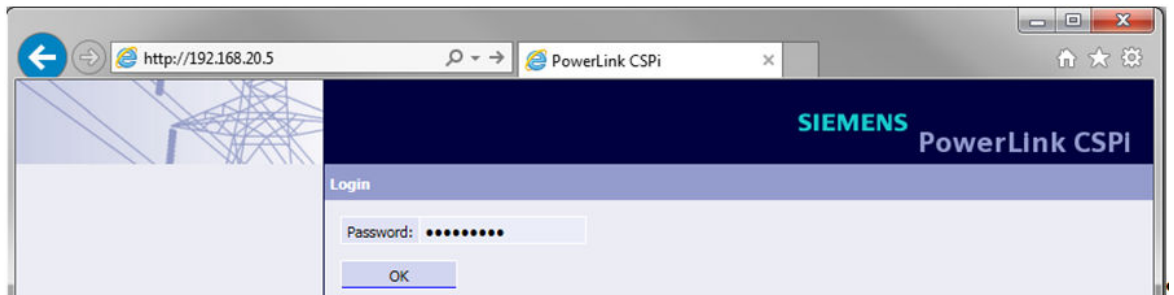 http://192.168.20.5
PowerLink CSPi
SIEMENS
PowerLink CSPi
Login
Password: •••••••••
OK